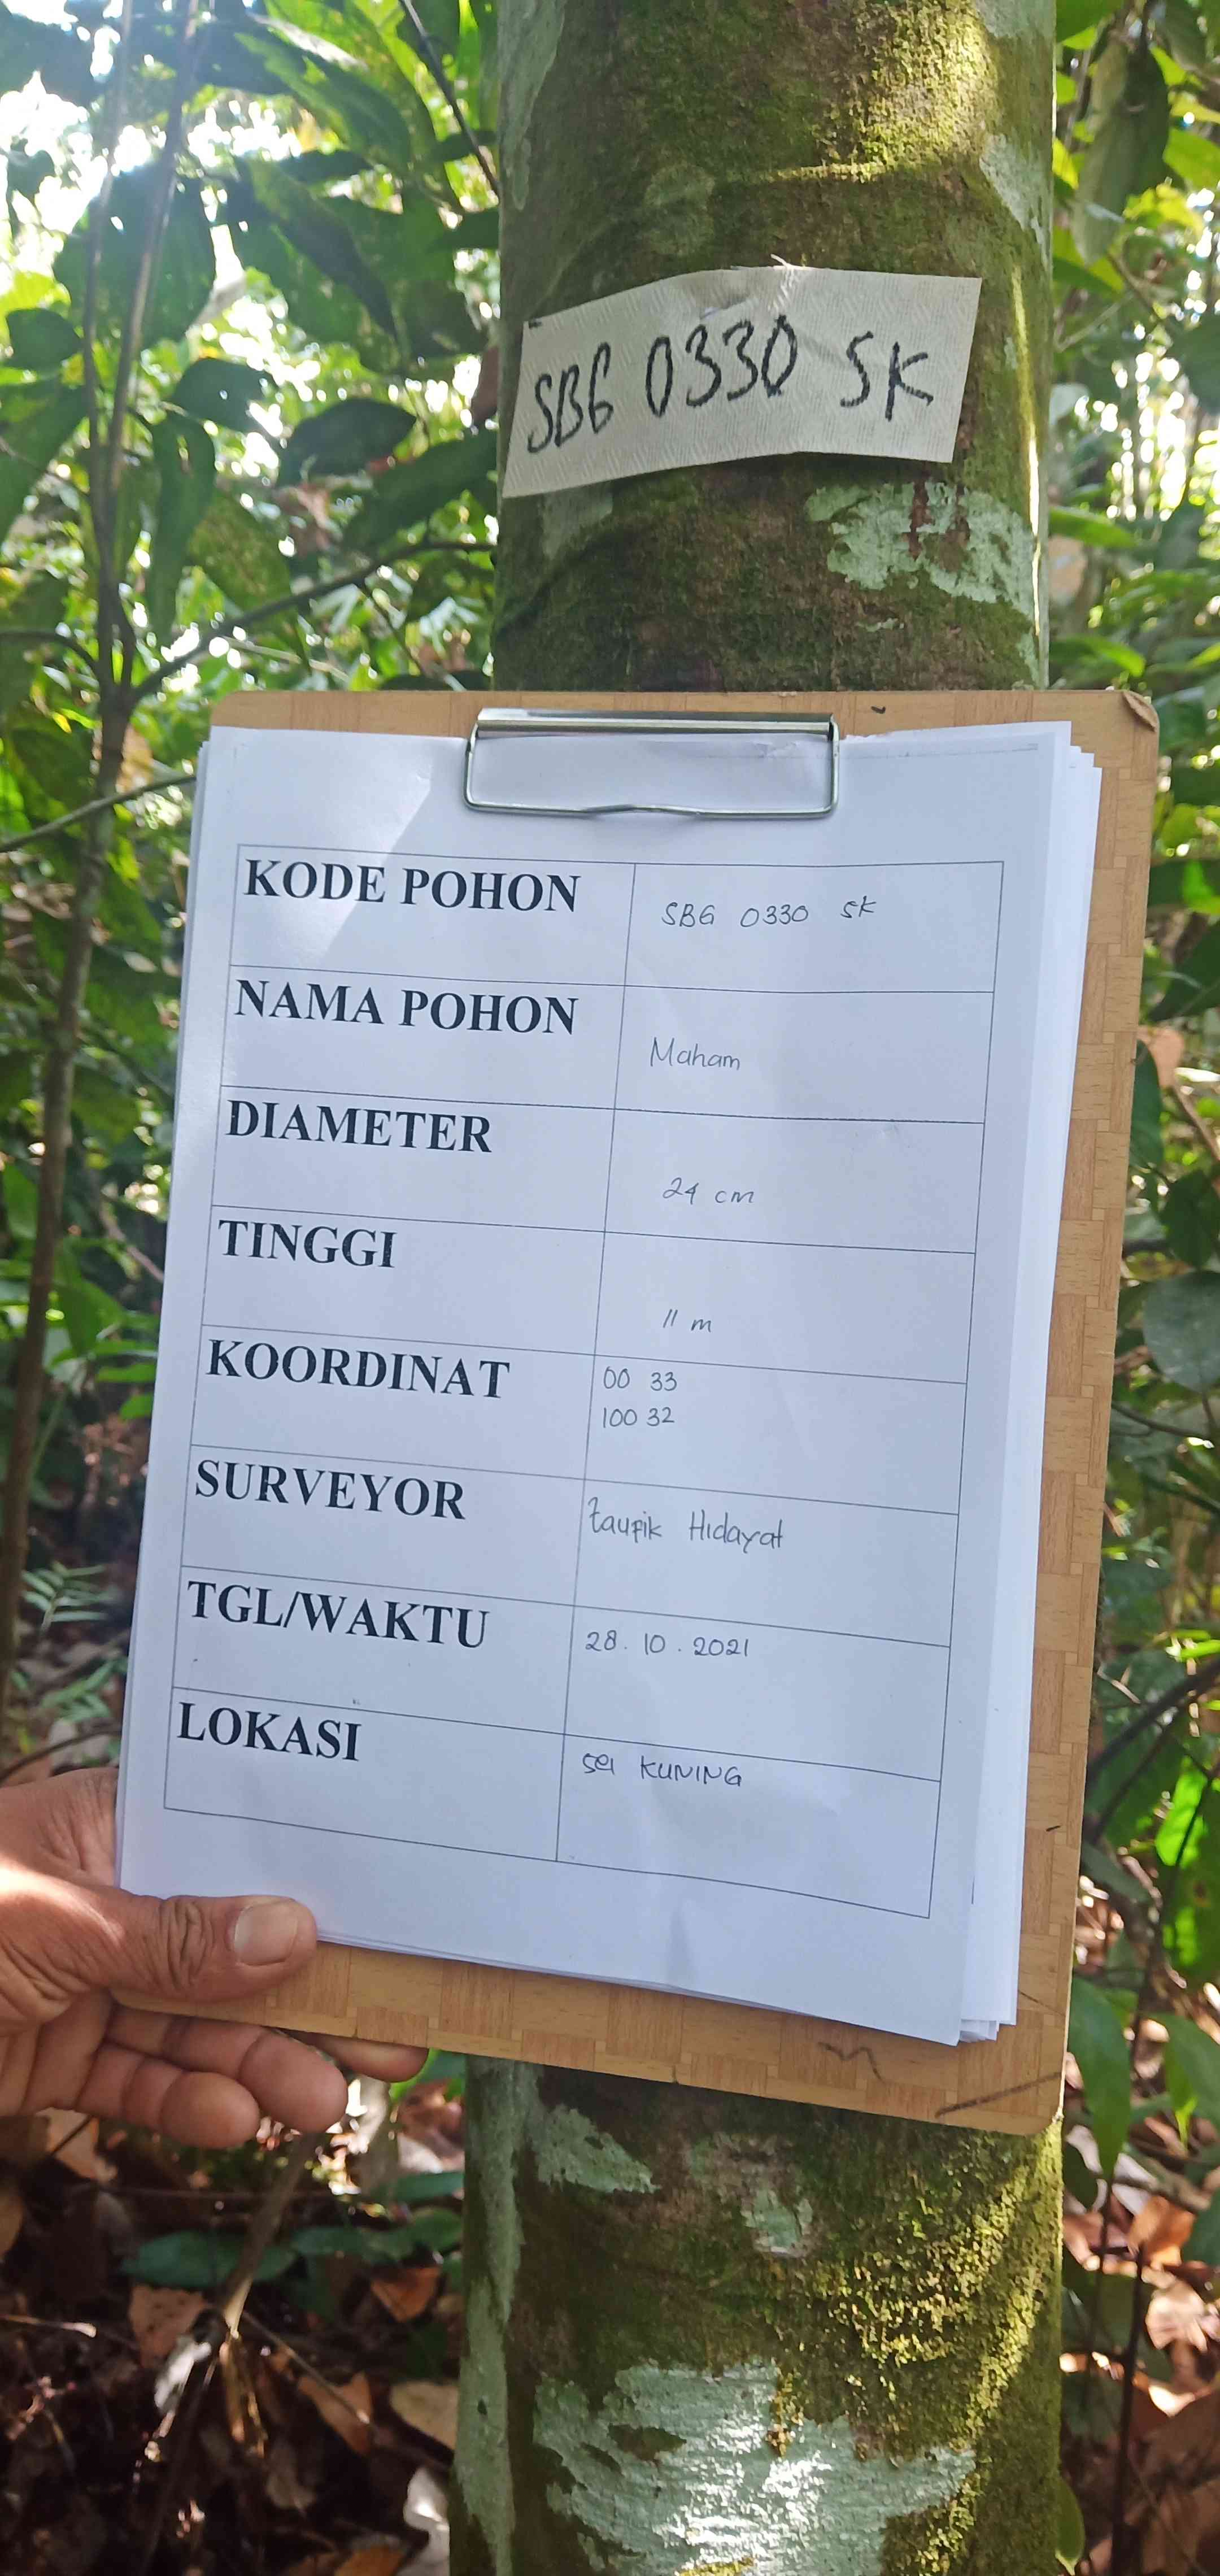 SBG 0330 SK
KODE POHON SBG 0330 SK
NAMA POHON Maham
DIAMETER 24 cm
TINGGI 11 m
KOORDINAT 00 33
100 32
SURVEYOR taufik Hidayat
TGL/WAKTU 28.10.2021
LOKASI sei KUNING